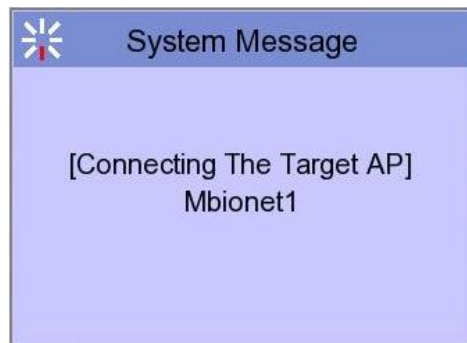 System Message
[Connecting The Target AP]
Mbionet1